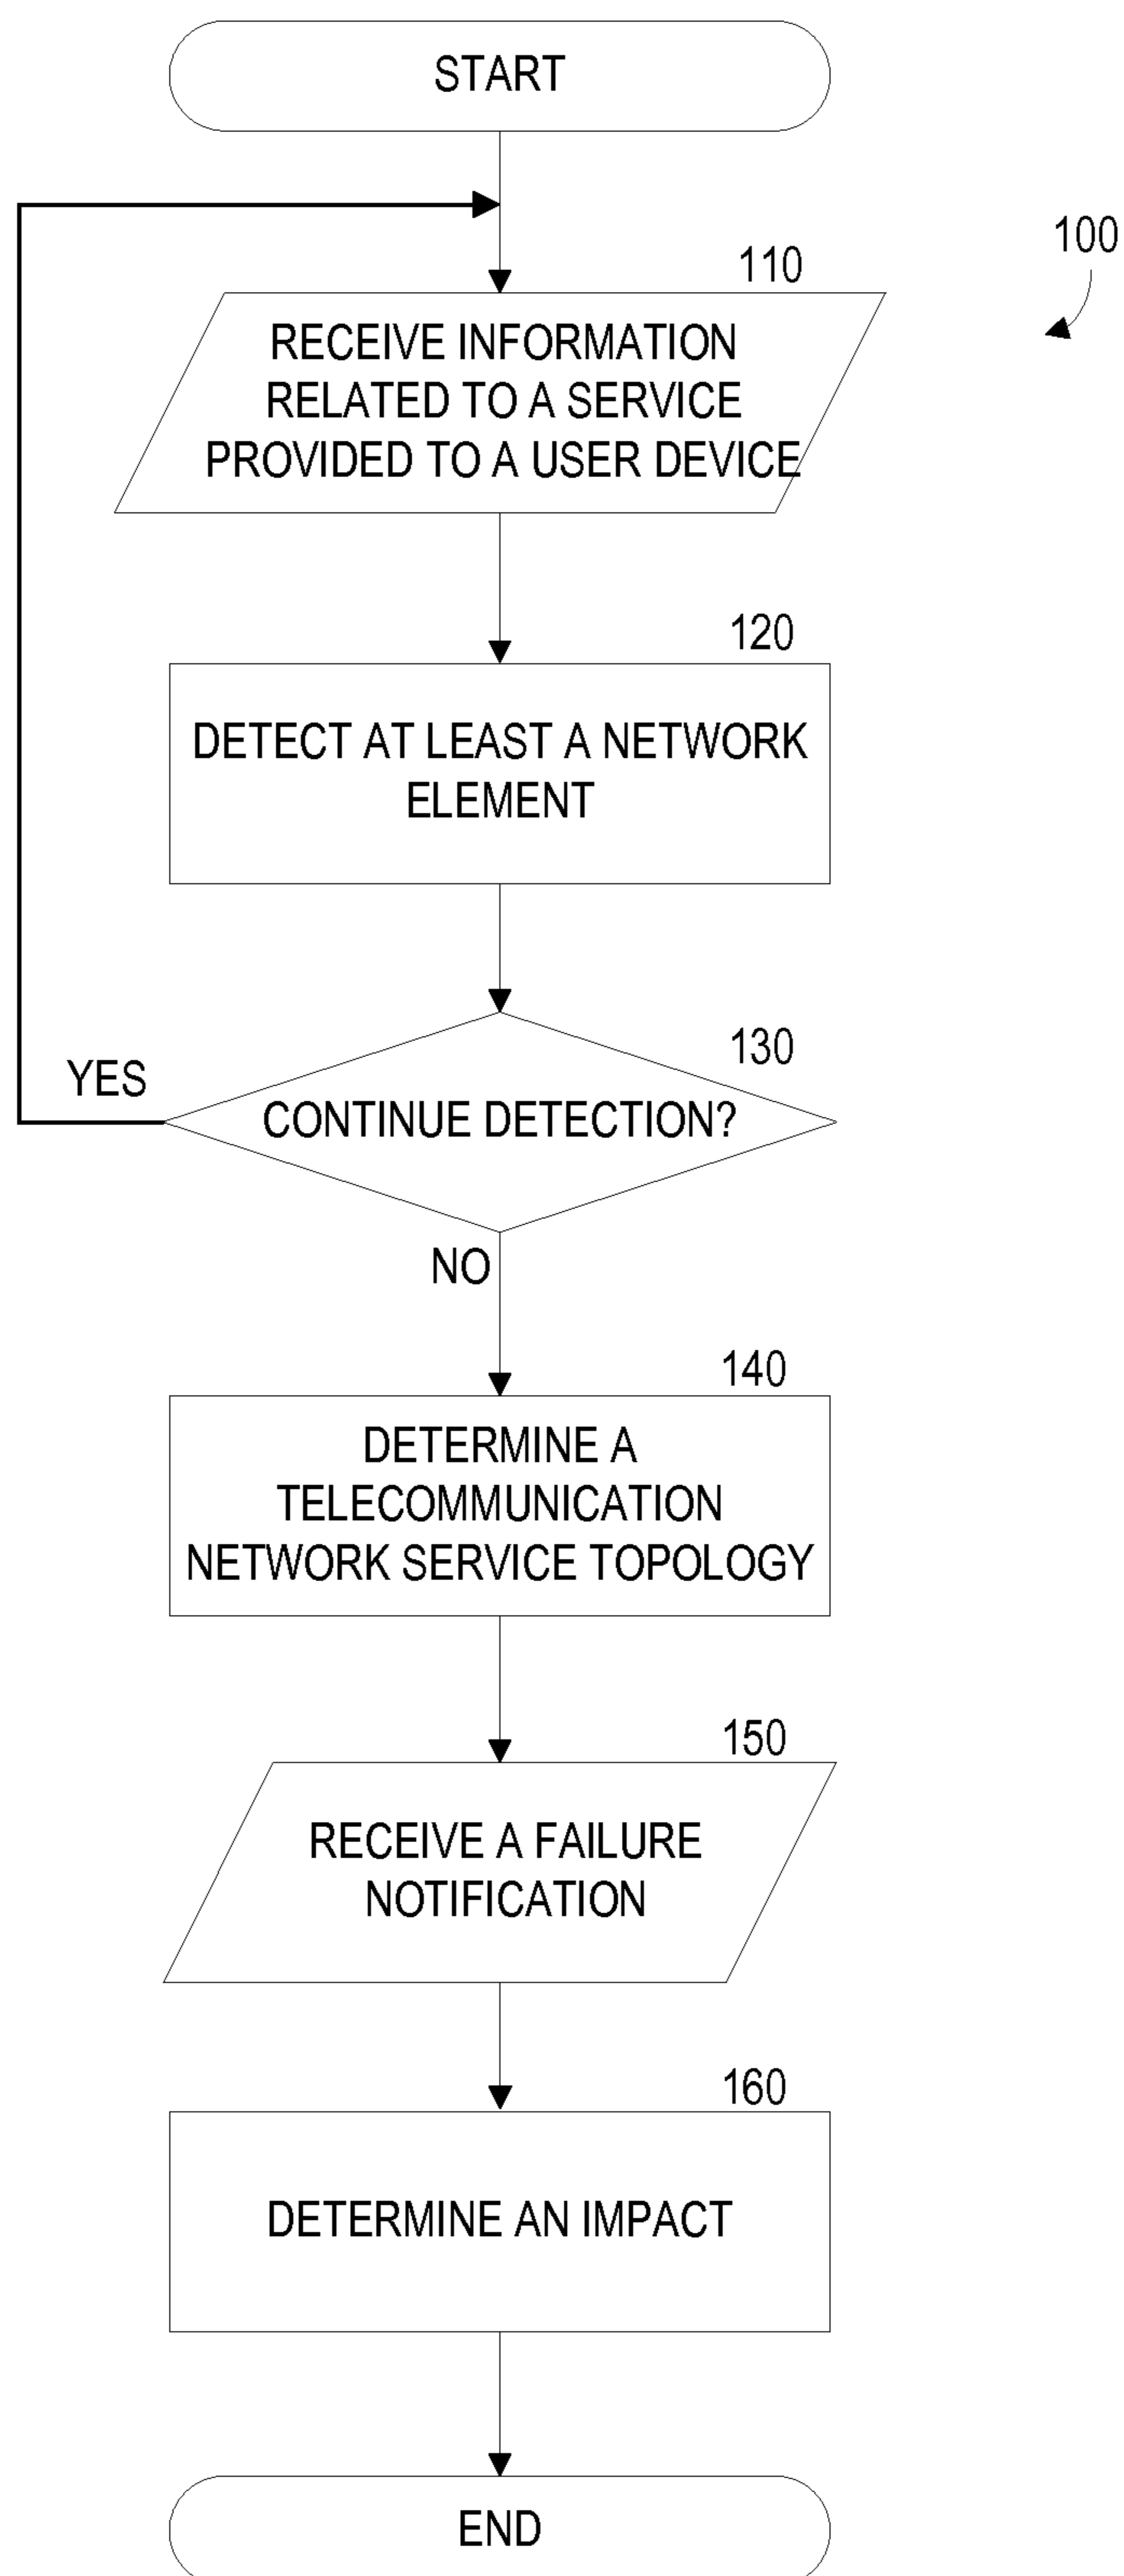 START
100
110
RECEIVE INFORMATION
RELATED TO A SERVICE
PROVIDED TO A USER DEVICE
120
DETECT AT LEAST A NETWORK
ELEMENT
130
YES
CONTINUE DETECTION?
NO
140
DETERMINE A
TELECOMMUNICATION
NETWORK SERVICE TOPOLOGY
150
RECEIVE A FAILURE
NOTIFICATION
160
DETERMINE AN IMPACT
END